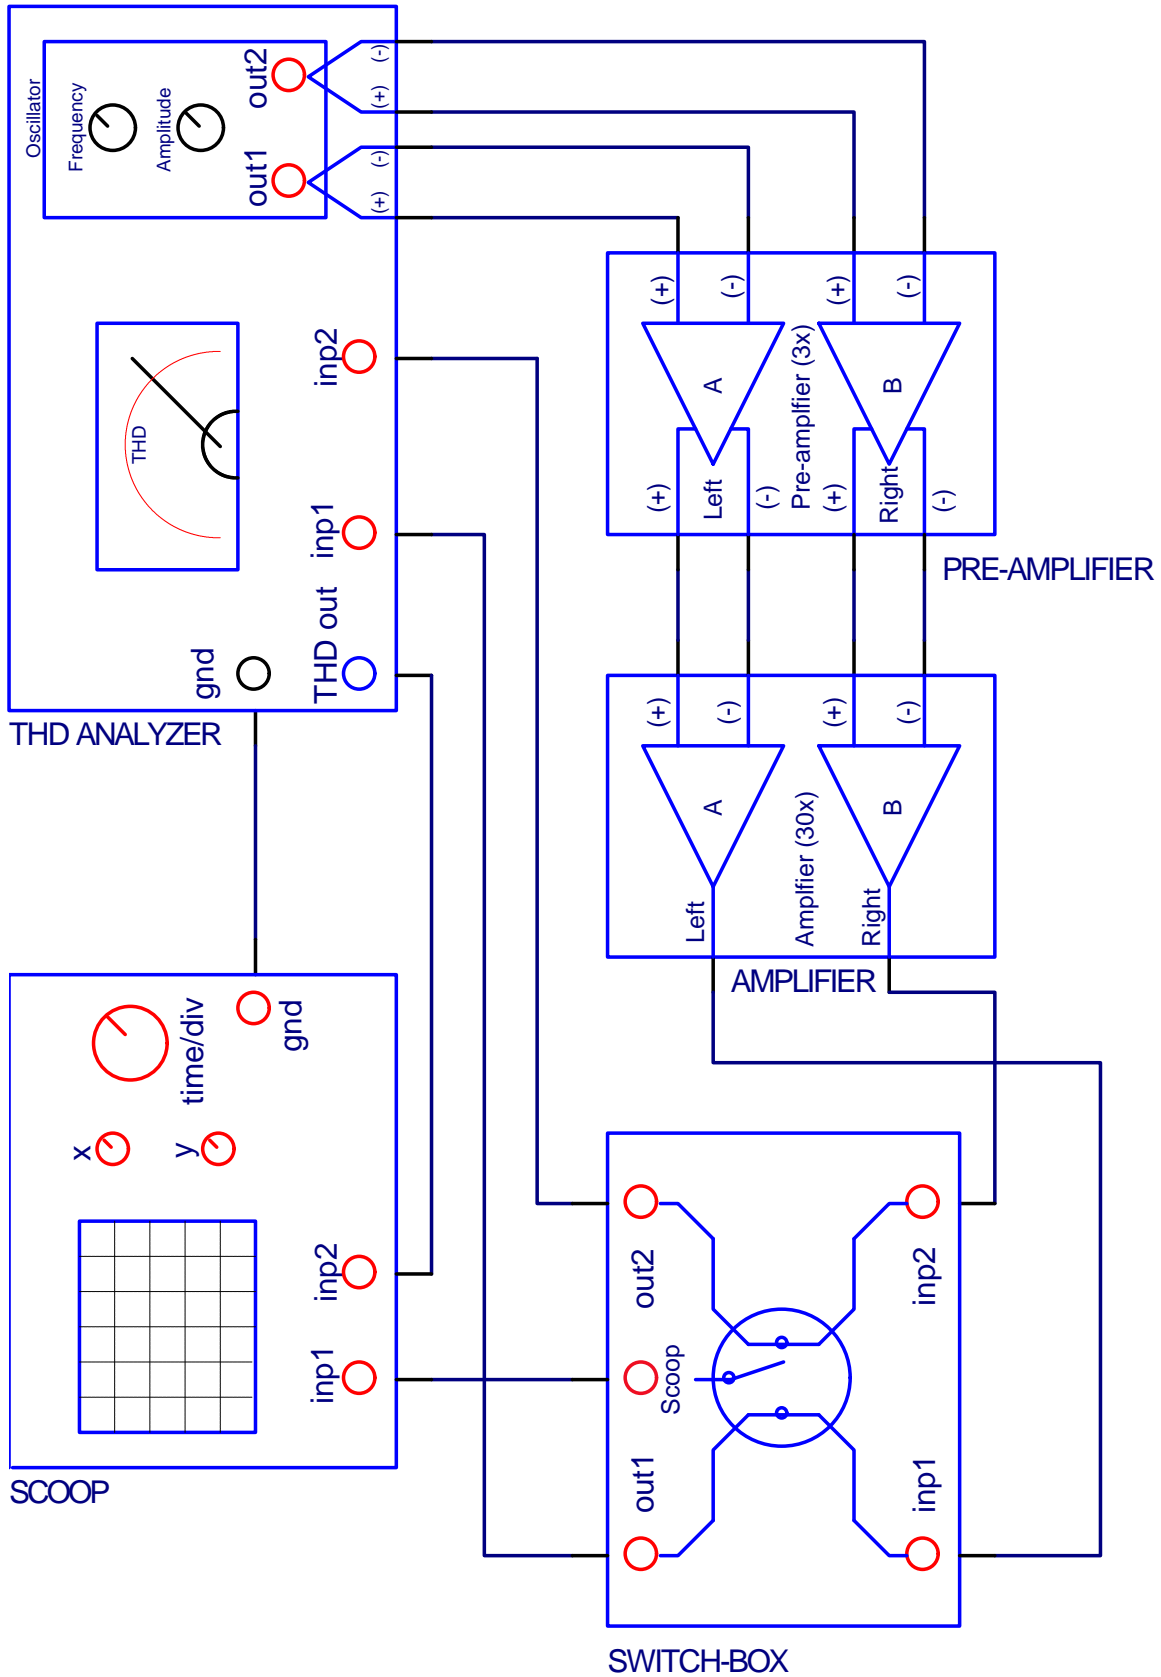 Oscillator
Frequency
Amplitude
out2
out1
(-)
(+)
(-)
(+)
THD
inp2
inp1
THD out
gnd
THD ANALYZER
(+)
(-)
(+)
(-)
A
B
Pre-amplfier (3x)
(+)
Left
(-)
(+)
Right
(-)
PRE-AMPLIFIER
(+)
(-)
(+)
(-)
A
B
Amplfier (30x)
Left
Right
AMPLIFIER
gnd
time/div
x
y
inp2
inp1
SCOOP
out2
Scoop
out1
inp2
inp1
SWITCH-BOX